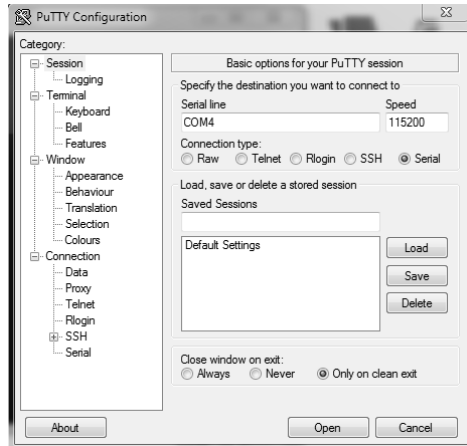 PuTTY Configuration
Category:
Session
Logging
Terminal
Keyboard
Bell
Features
Window
Appearance
Behaviour
Translation
Selection
Colours
Connection
Data
Proxy
Telnet
Rlogin
SSH
Serial
Basic options for your PuTTY session
Specify the destination you want to connect to
Serial line Speed
COM4 115200
Connection type:
Raw Telnet Rlogin SSH Serial
Load, save or delete a stored session
Saved Sessions
Default Settings
Load
Save
Delete
Close window on exit:
Always Never Only on clean exit
About Open Cancel